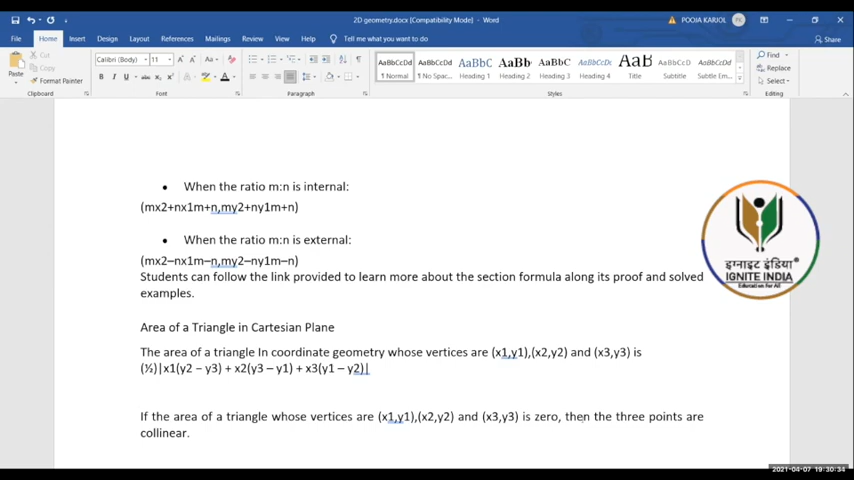 2D geometry.docx [Compatibility Mode] - Word
POOJA KARJOL
PK
File Home Insert Design Layout References Mailings Review View Help Tell me what you want to do
Share
Paste
Cut
Copy
Format Painter
Clipboard
Calibri (Body) 11
Font
Paragraph
AaBbCcDd AaBbCcDd AaBbC AaBb AaBbC AaBbCc AaB AaBbCcDd AaBbCcDd
¶ Normal ¶ No Spac... Heading 1 Heading 2 Heading 3 Heading 4 Title Subtitle Subtle Em...
Styles
Find
Replace
Select
Editing
• When the ratio m:n is internal:
(mx2+nx1m+n,my2+ny1m+n)
• When the ratio m:n is external:
(mx2–nx1m–n,my2–ny1m–n)
Students can follow the link provided to learn more about the section formula along its proof and solved
examples.
Area of a Triangle in Cartesian Plane
The area of a triangle In coordinate geometry whose vertices are (x1,y1),(x2,y2) and (x3,y3) is
(½)|x1(y2 − y3) + x2(y3 – y1) + x3(y1 – y2)|
If the area of a triangle whose vertices are (x1,y1),(x2,y2) and (x3,y3) is zero, then the three points are
collinear.
इग्नाइट इंडिया
IGNITE INDIA
Education for All
2021-04-07 19:30:34